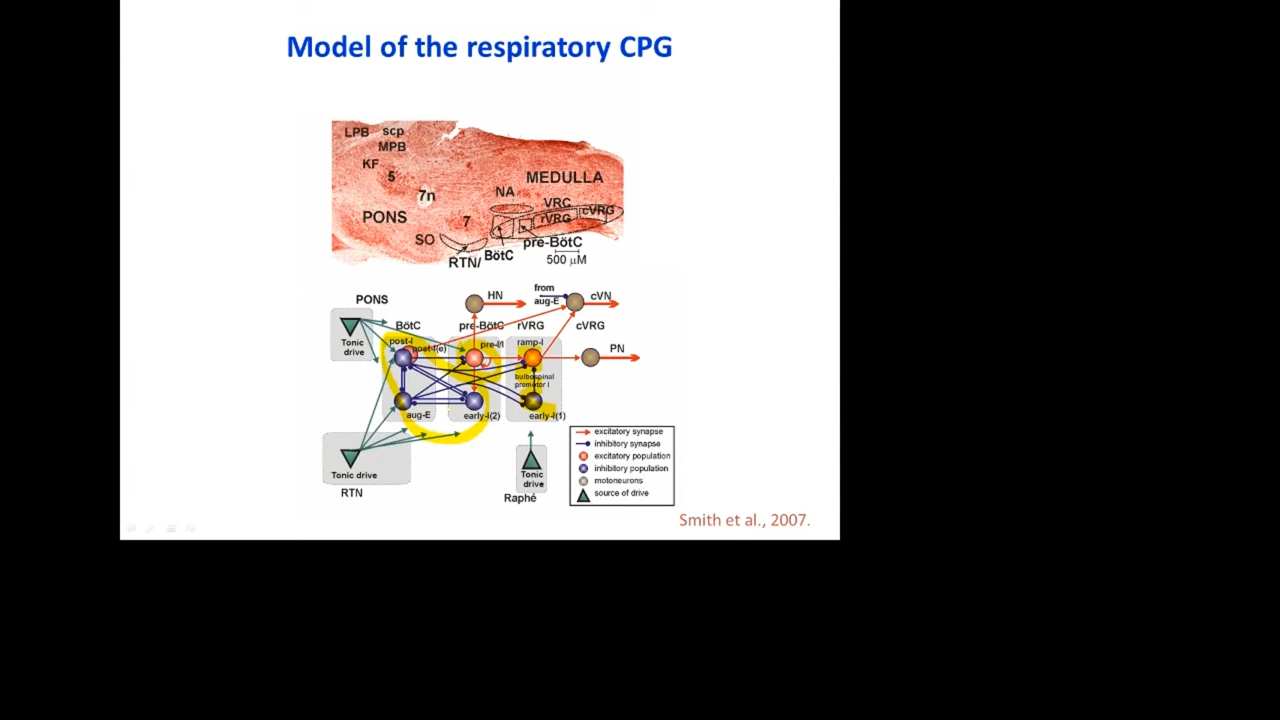 Model of the respiratory CPG
LPB scp
MPB
KF
5
7n
MEDULLA
NA
VRC
cVRG
rVRG
PONS
7
SO
pre-BötC
BötC
RTN/
500 µM
PONS
Tonic
drive
HN
from
aug-E
cVN
BötC
pre-BötC
rVRG
cVRG
post-I
post-I(e)
pre-I/I
ramp-I
PN
bulbospinal
premotor I
aug-E
early-I(2)
early-I(1)
Tonic drive
RTN
Tonic
drive
Raphé
excitatory synapse
inhibitory synapse
excitatory population
inhibitory population
motoneurons
source of drive
Smith et al., 2007.